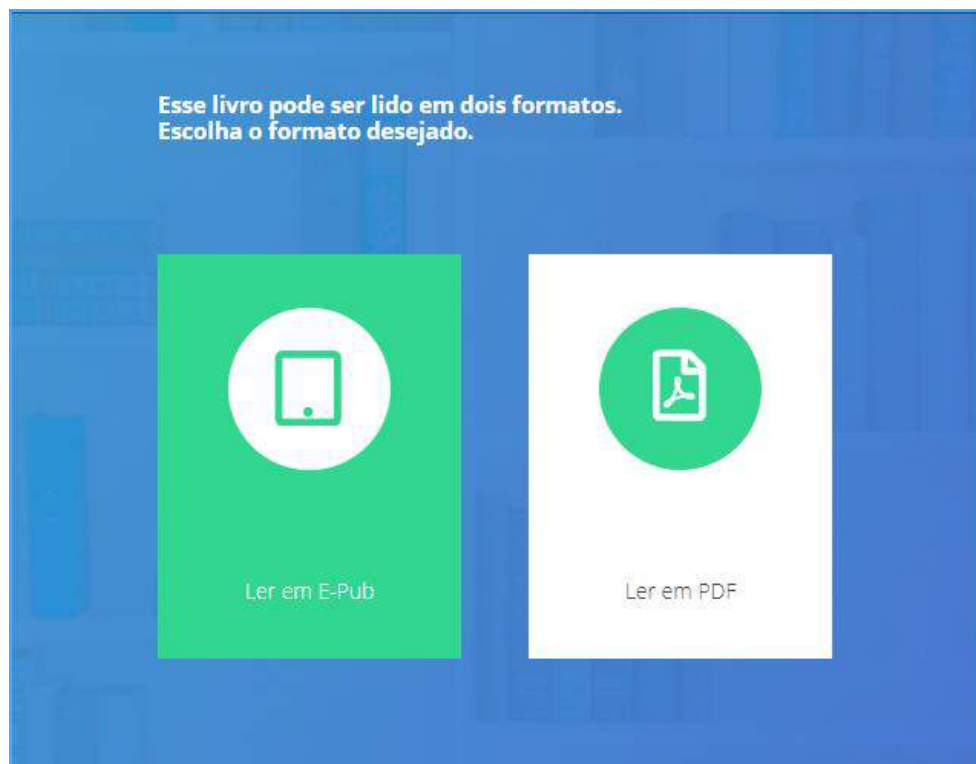 Esse livro pode ser lido em dois formatos.
Escolha o formato desejado.
Ler em E-Pub
Ler em PDF